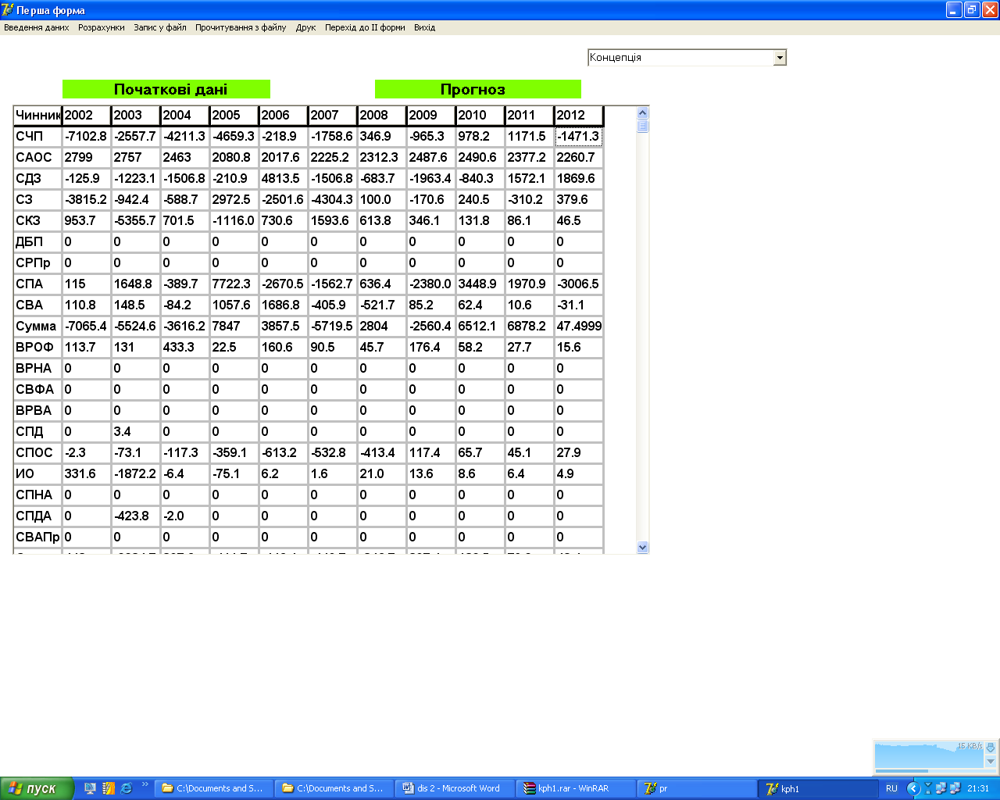 Перша форма
Введення даних Розрахунки Запис у файл Прочитування з файлу Друк Перехід до II форми Вихід
Концепція
Початкові дані Прогноз
Чинник 2002 2003 2004 2005 2006 2007 2008 2009 2010 2011 2012
СЧП -7102.8 -2557.7 -4211.3 -4659.3 -218.9 -1758.6 346.9 -965.3 978.2 1171.5 -1471.3
САОС 2799 2757 2463 2080.8 2017.6 2225.2 2312.3 2487.6 2490.6 2377.2 2260.7
СДЗ -125.9 -1223.1 -1506.8 -210.9 4813.5 -1506.8 -683.7 -1963.4 -840.3 1572.1 1869.6
СЗ -3815.2 -942.4 -588.7 2972.5 -2501.6 -4304.3 100.0 -170.6 240.5 -310.2 379.6
СКЗ 953.7 -5355.7 701.5 -1116.0 730.6 1593.6 613.8 346.1 131.8 86.1 46.5
ДБП 0 0 0 0 0 0 0 0 0 0 0
СРПр 0 0 0 0 0 0 0 0 0 0 0
СПА 115 1648.8 -389.7 7722.3 -2670.5 -1562.7 636.4 -2380.0 3448.9 1970.9 -3006.5
СВА 110.8 148.5 -84.2 1057.6 1686.8 -405.9 -521.7 85.2 62.4 10.6 -31.1
Сумма -7065.4 -5524.6 -3616.2 7847 3857.5 -5719.5 2804 -2560.4 6512.1 6878.2 47.4999
ВРОФ 113.7 131 433.3 22.5 160.6 90.5 45.7 176.4 58.2 27.7 15.6
ВРНА 0 0 0 0 0 0 0 0 0 0 0
СВФА 0 0 0 0 0 0 0 0 0 0 0
ВРВА 0 0 0 0 0 0 0 0 0 0 0
СПД 0 3.4 0 0 0 0 0 0 0 0 0
СПОС -2.3 -73.1 -117.3 -359.1 -613.2 -532.8 -413.4 117.4 65.7 45.1 27.9
ИО 331.6 -1872.2 -6.4 -75.1 6.2 1.6 21.0 13.6 8.6 6.4 4.9
СПНА 0 0 0 0 0 0 0 0 0 0 0
СПДА 0 -423.8 -2.0 0 0 0 0 0 0 0 0
СВАПр 0 0 0 0 0 0 0 0 0 0 0
15 KB/s
пуск C:\Documents and S... C:\Documents and S... dis 2 - Microsoft Word kph1.rar - WinRAR pr kph1 RU 21:31